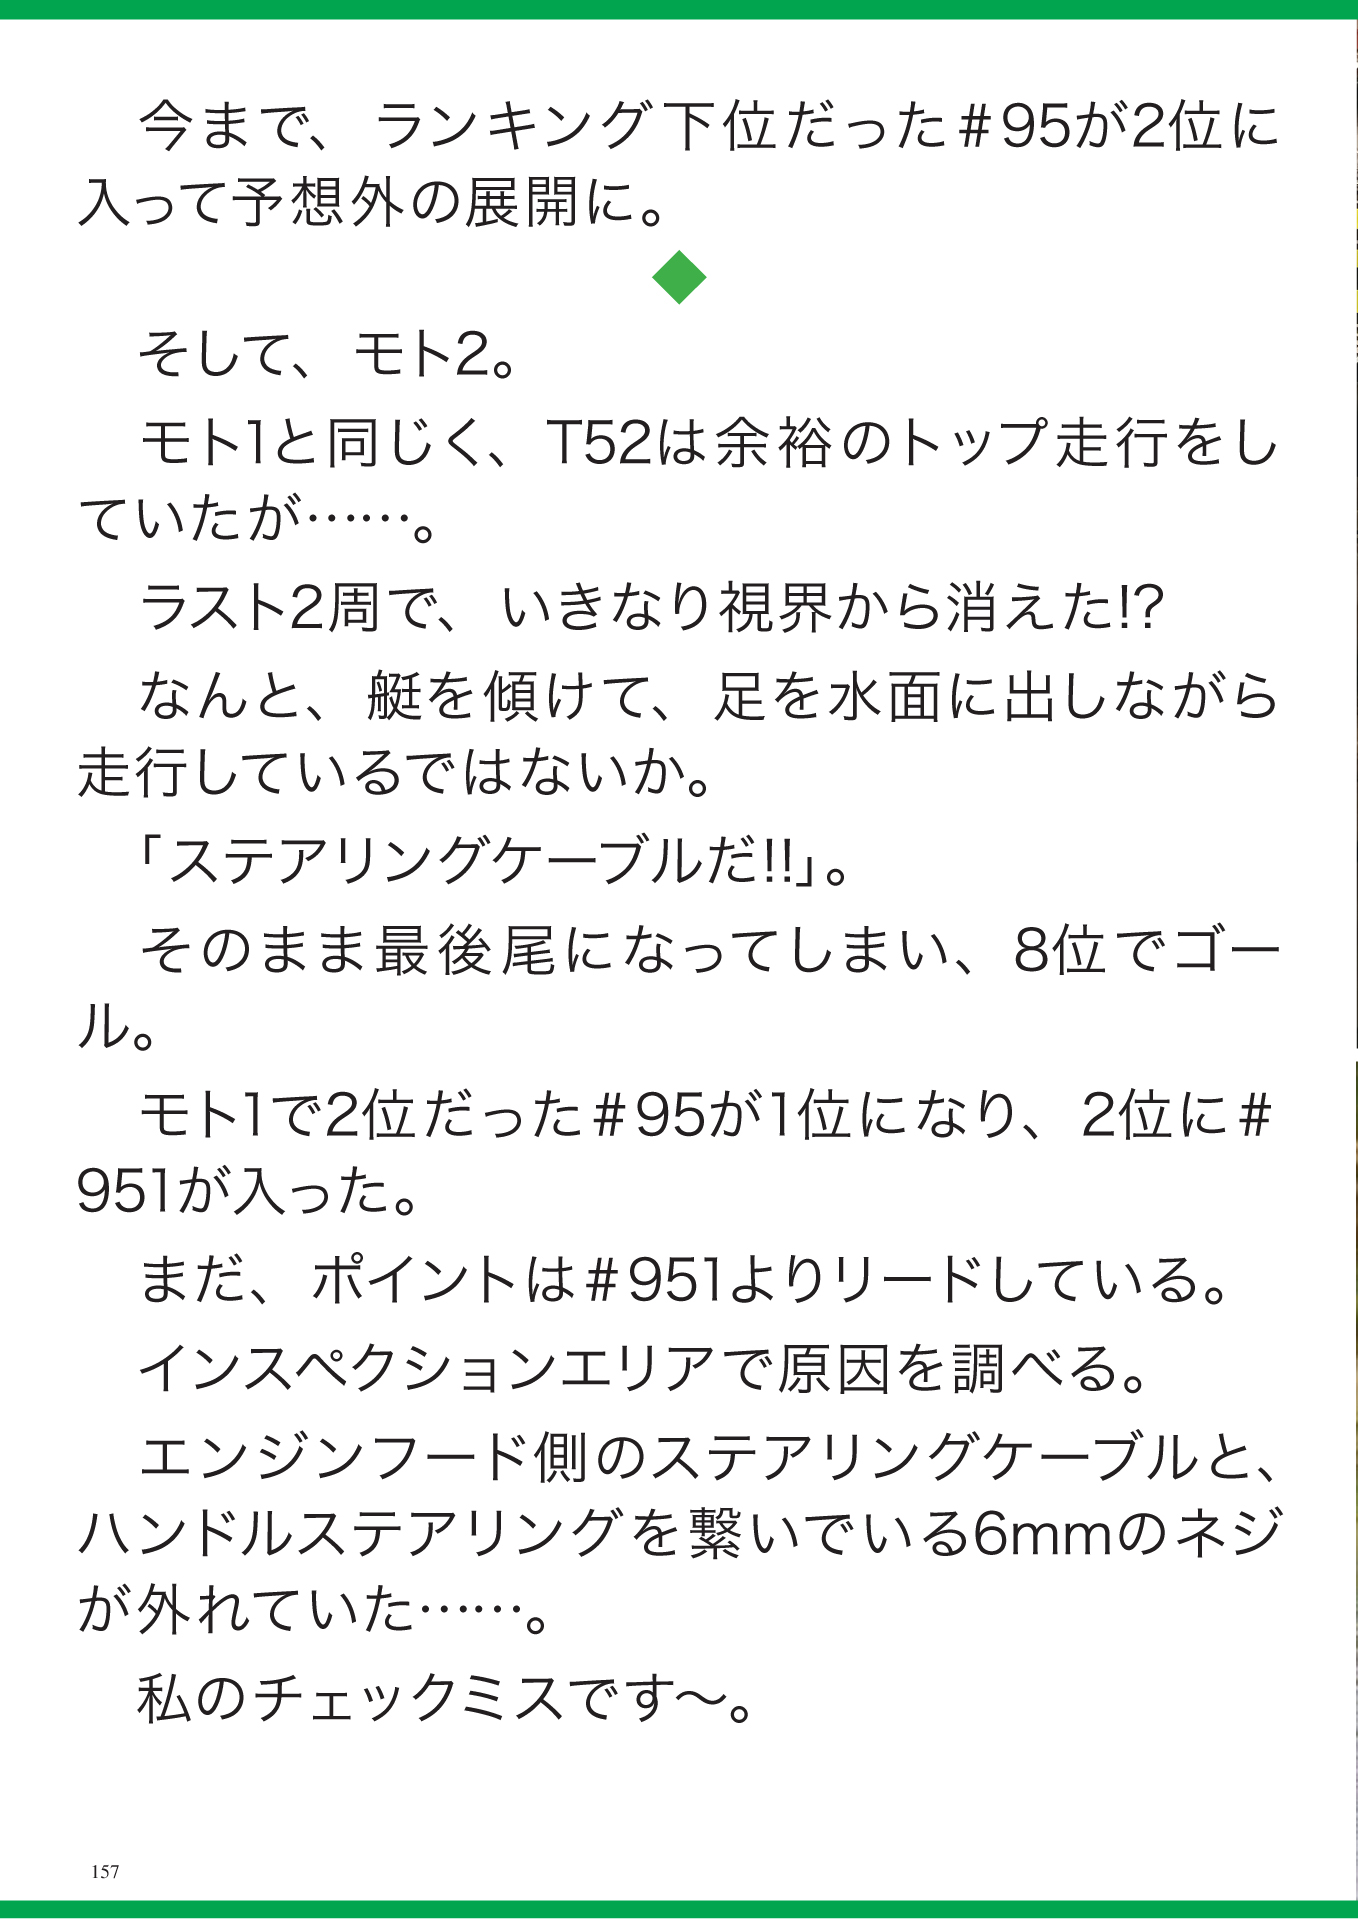 今まで、ランキング下位だった＃95が2位に
入って予想外の展開に。
◆
そして、モト2。
モト1と同じく、T52は余裕のトップ走行をし
ていたが……。
ラスト2周で、いきなり視界から消えた!?
なんと、艇を傾けて、足を水面に出しながら
走行しているではないか。
「ステアリングケーブルだ!!」。
そのまま最後尾になってしまい、8位でゴー
ル。
モト1で2位だった＃95が1位になり、2位に＃
951が入った。
まだ、ポイントは＃951よりリードしている。
インスペクションエリアで原因を調べる。
エンジンフード側のステアリングケーブルと、
ハンドルステアリングを繋いでいる6mmのネジ
が外れていた……。
私のチェックミスです～。
157